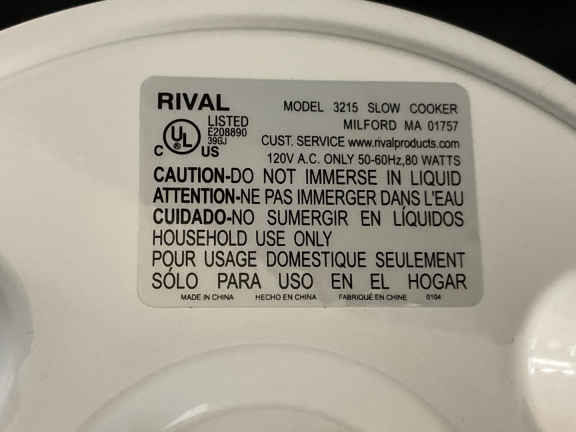 RIVAL
MODEL 3215 SLOW COOKER
MILFORD MA 01757
LISTED
E208890
39GJ
UL
C US
CUST. SERVICE www.rivalproducts.com
120V A.C. ONLY 50-60Hz,80 WATTS
CAUTION-DO NOT IMMERSE IN LIQUID
ATTENTION-NE PAS IMMERGER DANS L'EAU
CUIDADO-NO SUMERGIR EN LÍQUIDOS
HOUSEHOLD USE ONLY
POUR USAGE DOMESTIQUE SEULEMENT
SÓLO PARA USO EN EL HOGAR
MADE IN CHINA HECHO EN CHINA FABRIQUÉ EN CHINE 0104